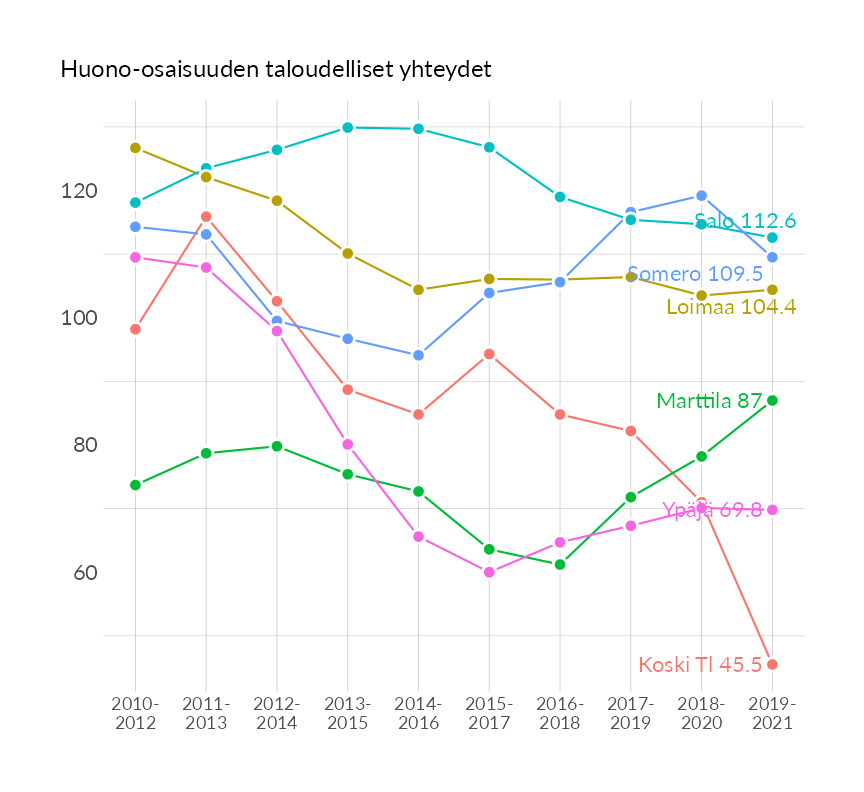 Huono-osaisuuden taloudelliset yhteydet
120
100
80
60
Salo 112.6
Somero 109.5
Loimaa 104.4
Marttila 87
Ypäjä 69.8
Koski Tl 45.5
2010- 2011- 2012- 2013- 2014- 2015- 2016- 2017- 2018- 2019-
2012 2013 2014 2015 2016 2017 2018 2019 2020 2021